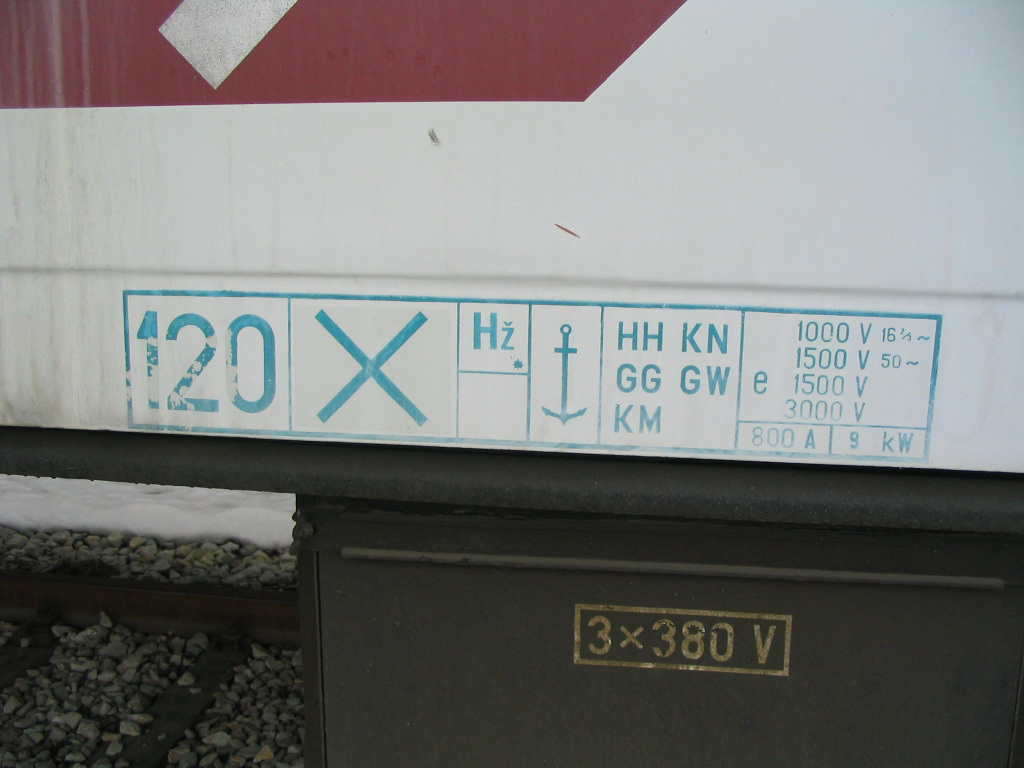 120
Hž
HH KN
GG GW
KM
e
1000 V 16⅔~
1500 V 50~
1500 V
3000 V
800 A
9 kW
3×380 V